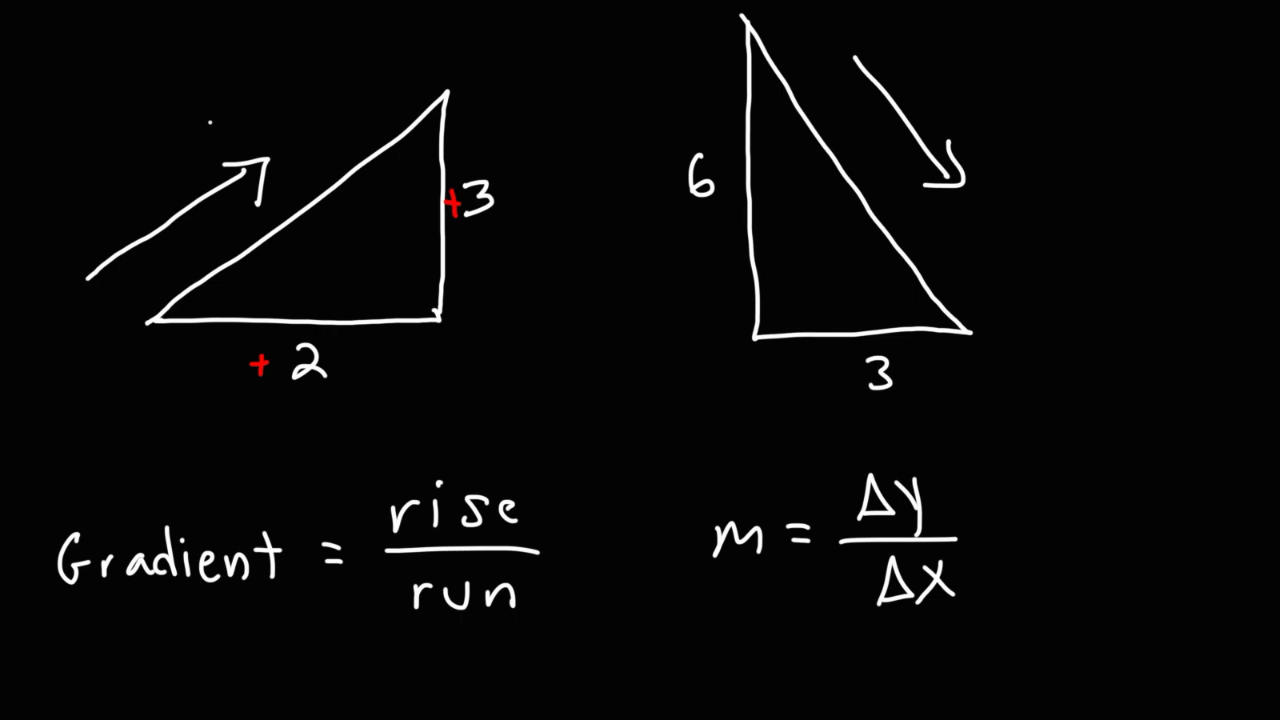 +3
+ 2
6
3
Gradient = rise
run
m = Δy
Δx